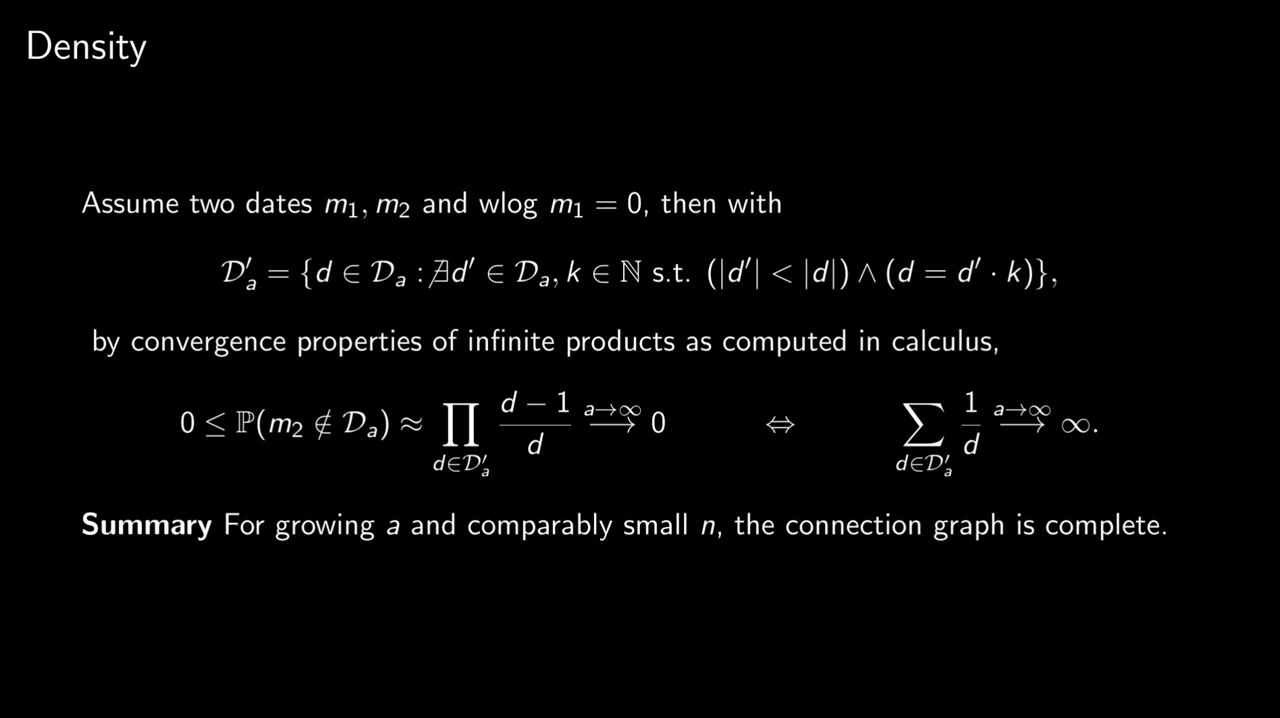 Density
Assume two dates m₁, m₂ and wlog m₁ = 0, then with
𝒟′ₐ = {d ∈ 𝒟ₐ : ∄d′ ∈ 𝒟ₐ, k ∈ ℕ s.t. (|d′| < |d|) ∧ (d = d′ · k)},
by convergence properties of infinite products as computed in calculus,
0 ≤ ℙ(m₂ ∉ 𝒟ₐ) ≈ ∏_{d∈𝒟′ₐ} (d − 1)/d \xrightarrow{a→∞} 0 ⇔ ∑_{d∈𝒟′ₐ} 1/d \xrightarrow{a→∞} ∞.
Summary For growing a and comparably small n, the connection graph is complete.